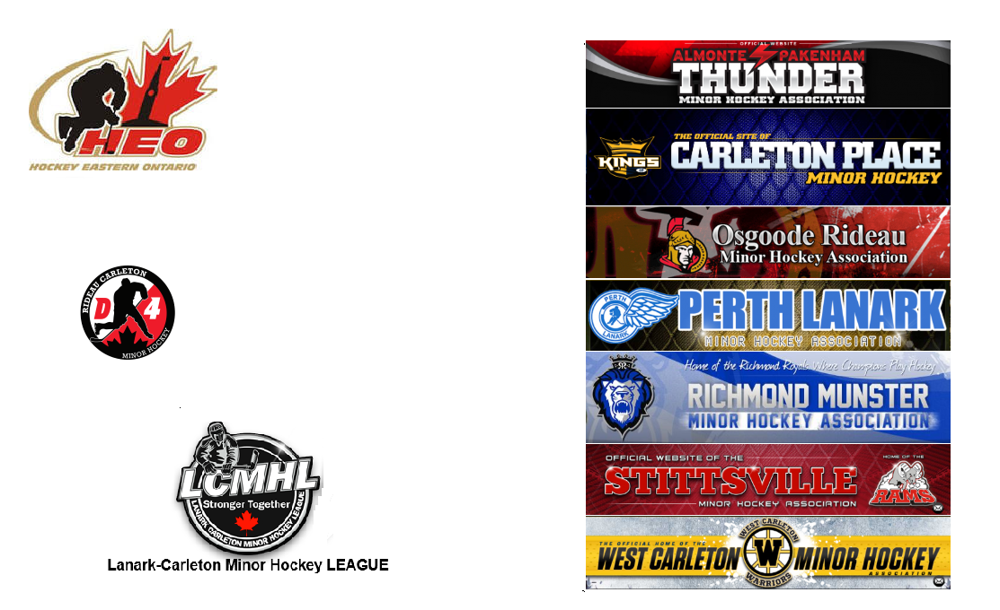 HEO
HOCKEY EASTERN ONTARIO
RIDEAU CARLETON
D 4
MINOR HOCKEY
LCMHL
Stronger Together
LANARK CARLETON MINOR HOCKEY LEAGUE
Lanark-Carleton Minor Hockey LEAGUE
OFFICIAL WEBSITE
ALMONTE PAKENHAM
THUNDER
MINOR HOCKEY ASSOCIATION
THE OFFICIAL SITE OF
KINGS
CARLETON PLACE
MINOR HOCKEY
Osgoode Rideau
Minor Hockey Association
PERTH
LANARK
PERTH LANARK
MINOR HOCKEY ASSOCIATION
Home of the Richmond Royals Where Champions Play Hockey
RICHMOND MUNSTER
MINOR HOCKEY ASSOCIATION
OFFICIAL WEBSITE OF THE
STITTSVILLE
MINOR HOCKEY ASSOCIATION
HOME OF THE
RAMS
THE OFFICIAL HOME OF THE
WEST CARLETON
WEST CARLETON
W
WARRIORS
MINOR HOCKEY
ASSOCIATION